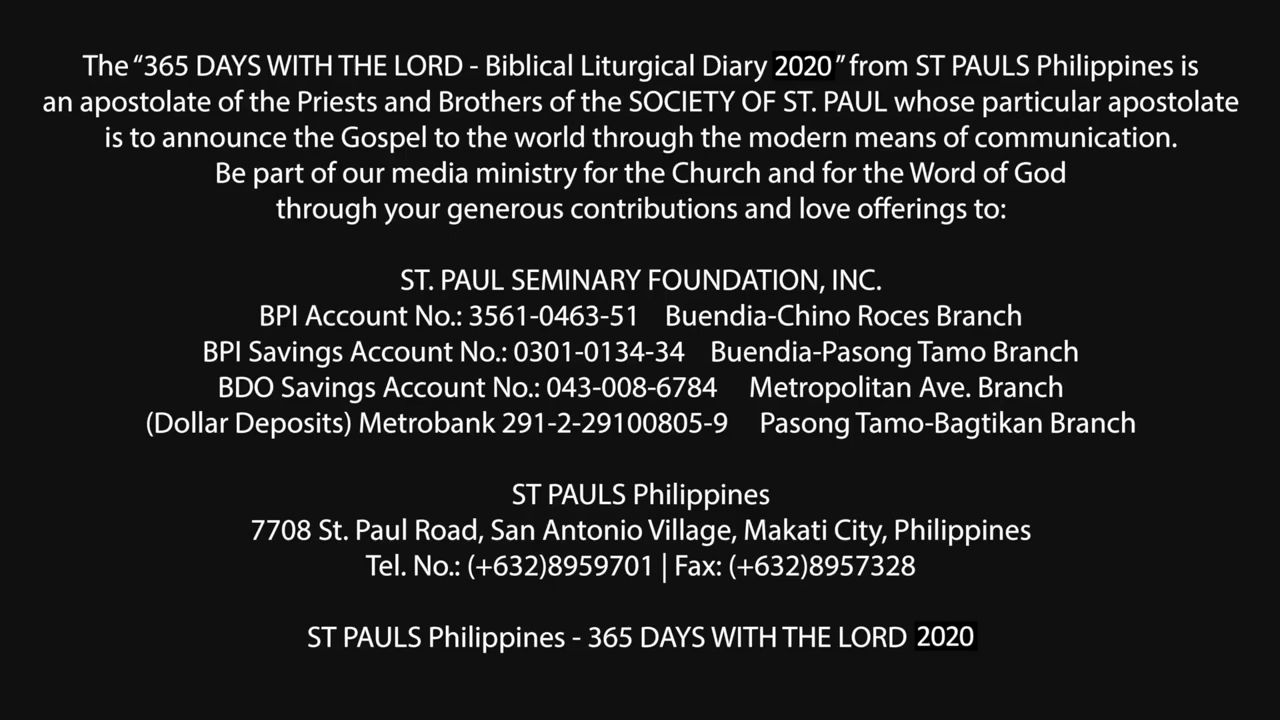 The “365 DAYS WITH THE LORD - Biblical Liturgical Diary 2020” from ST PAULS Philippines is
an apostolate of the Priests and Brothers of the SOCIETY OF ST. PAUL whose particular apostolate
is to announce the Gospel to the world through the modern means of communication.
Be part of our media ministry for the Church and for the Word of God
through your generous contributions and love offerings to:
ST. PAUL SEMINARY FOUNDATION, INC.
BPI Account No.: 3561-0463-51 Buendia-Chino Roces Branch
BPI Savings Account No.: 0301-0134-34 Buendia-Pasong Tamo Branch
BDO Savings Account No.: 043-008-6784 Metropolitan Ave. Branch
(Dollar Deposits) Metrobank 291-2-29100805-9 Pasong Tamo-Bagtikan Branch
ST PAULS Philippines
7708 St. Paul Road, San Antonio Village, Makati City, Philippines
Tel. No.: (+632)8959701 | Fax: (+632)8957328
ST PAULS Philippines - 365 DAYS WITH THE LORD 2020